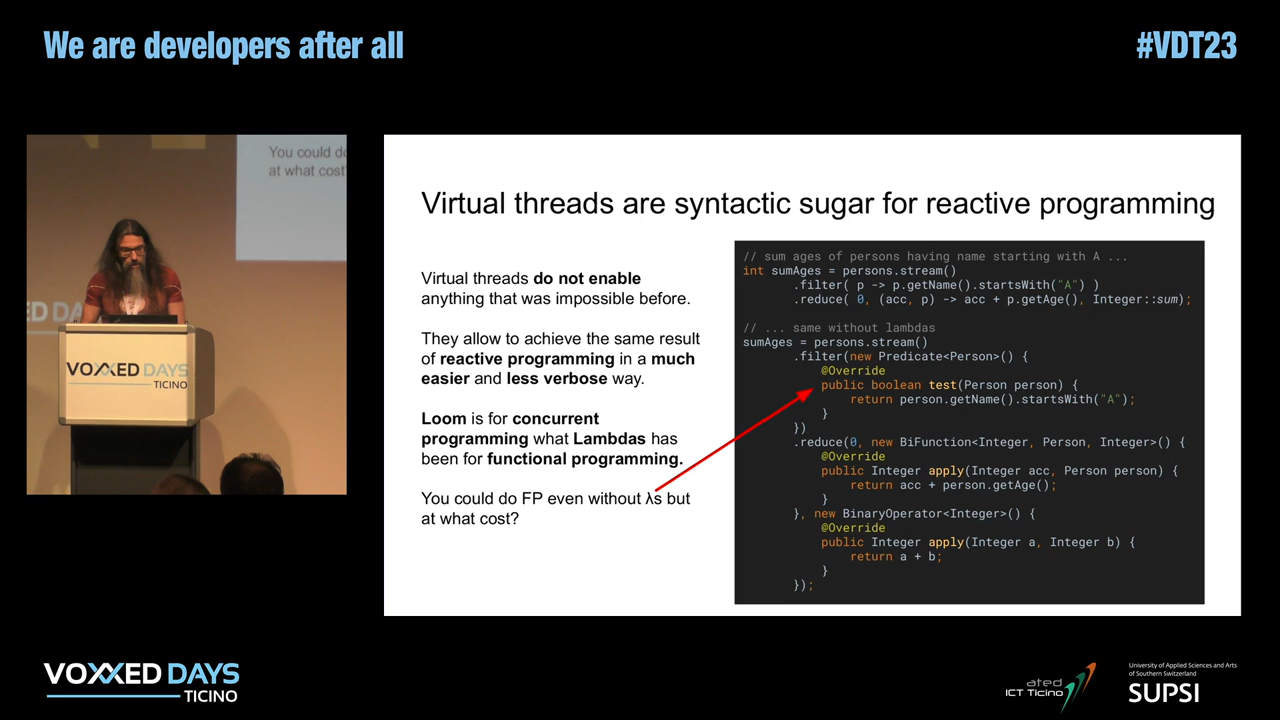 We are developers after all
#VDT23
You could do
at what cost?
VOXXED DAYS
TICINO
Virtual threads are syntactic sugar for reactive programming
Virtual threads do not enable
anything that was impossible before.
They allow to achieve the same result
of reactive programming in a much
easier and less verbose way.
Loom is for concurrent
programming what Lambdas has
been for functional programming.
You could do FP even without λs but
at what cost?
// sum ages of persons having name starting with A ...
int sumAges = persons.stream()
.filter( p -> p.getName().startsWith("A") )
.reduce( 0, (acc, p) -> acc + p.getAge(), Integer::sum);
// ... same without lambdas
sumAges = persons.stream()
.filter(new Predicate<Person>() {
@Override
public boolean test(Person person) {
return person.getName().startsWith("A");
}
})
.reduce(0, new BiFunction<Integer, Person, Integer>() {
@Override
public Integer apply(Integer acc, Person person) {
return acc + person.getAge();
}
}, new BinaryOperator<Integer>() {
@Override
public Integer apply(Integer a, Integer b) {
return a + b;
}
});
VOXXED DAYS
TICINO
ated
ICT Ticino
University of Applied Sciences and Arts
of Southern Switzerland
SUPSI